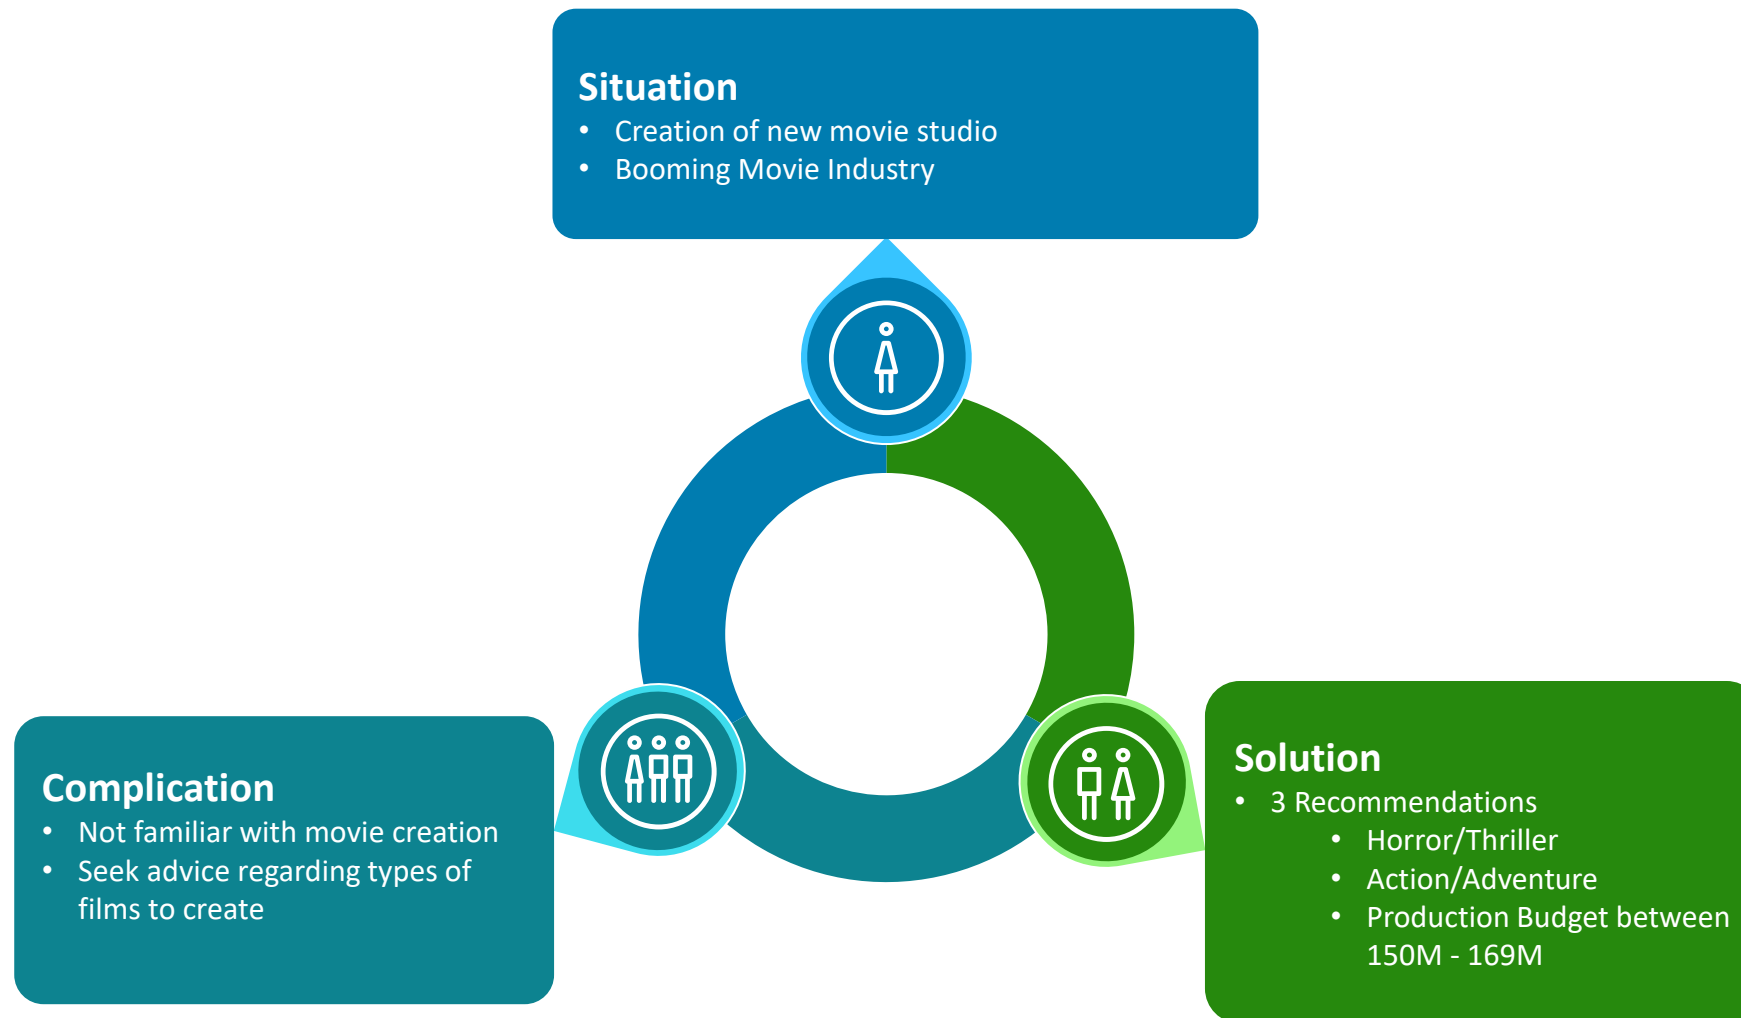 Situation
• Creation of new movie studio
• Booming Movie Industry
Complication
• Not familiar with movie creation
• Seek advice regarding types of
films to create
Solution
• 3 Recommendations
• Horror/Thriller
• Action/Adventure
• Production Budget between
150M - 169M